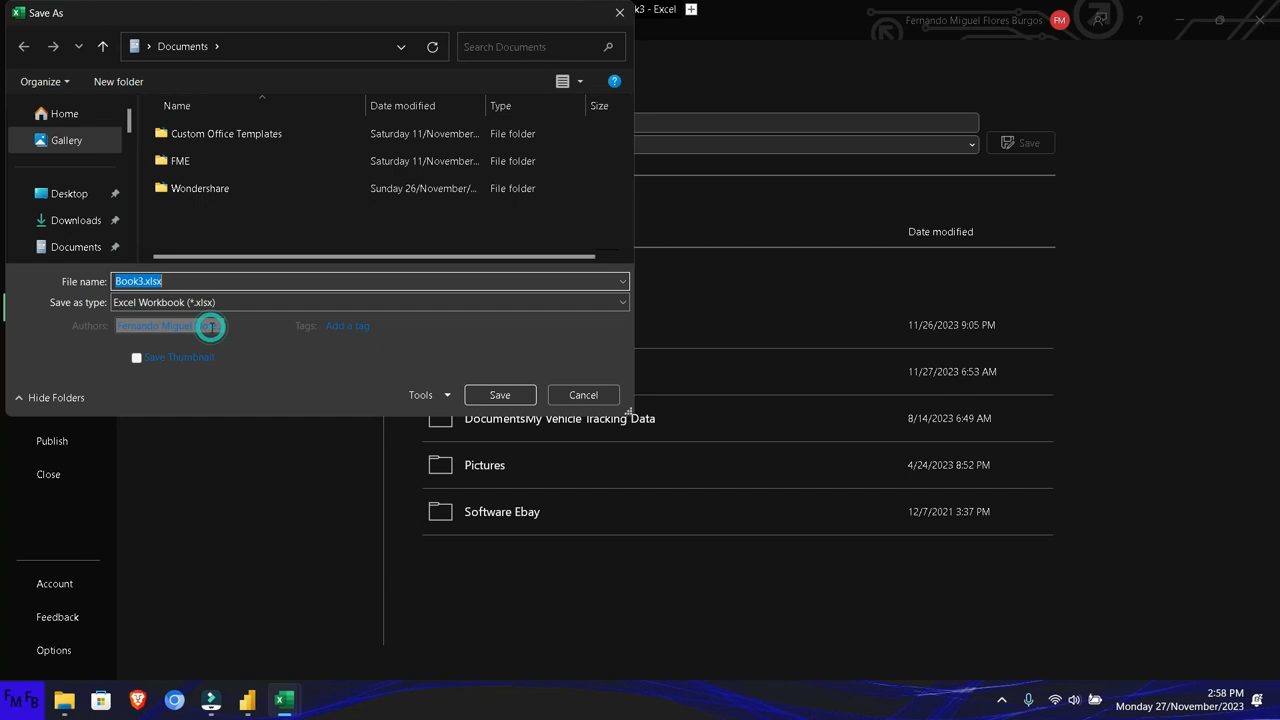 Save As
k3 - Excel
Fernando Miguel Flores Burgos FM ?
Documents
Search Documents
Organize New folder ?
Name Date modified Type Size
Home
Gallery
Custom Office Templates Saturday 11/November... File folder
FME Saturday 11/November... File folder
Desktop
Wondershare Sunday 26/November/... File folder
Downloads
Documents
Save
Date modified
File name: Book3.xlsx
Save as type: Excel Workbook (*.xlsx)
Authors: Fernando Miguel Tags: Add a tag
11/26/2023 9:05 PM
Save Thumbnail
11/27/2023 6:53 AM
Hide Folders Tools Save Cancel
DocumentsMy Vehicle Tracking Data 8/14/2023 6:49 AM
Publish
Pictures 4/24/2023 8:52 PM
Close
Software Ebay 12/7/2021 3:37 PM
Account
Feedback
Options
FM FB
2:58 PM
Monday 27/November/2023